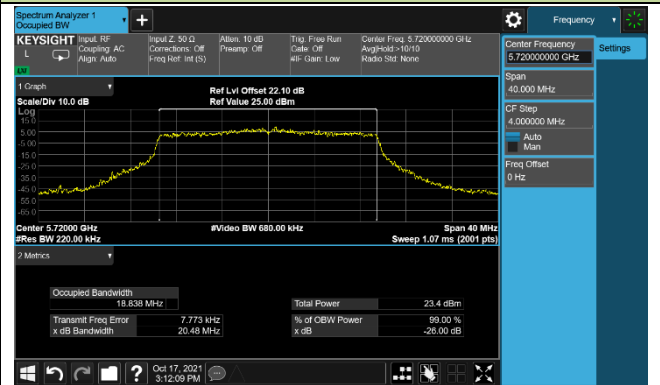 Spectrum Analyzer 1
Occupied BW
Frequency
KEYSIGHT
L
Input: RF
Coupling: AC
Align: Auto
Input Z: 50 Ω
Corrections: Off
Freq Ref: Int (S)
Atten: 10 dB
Preamp: Off
Trig: Free Run
Gate: Off
#IF Gain: Low
Center Freq: 5.720000000 GHz
Avg|Hold:>10/10
Radio Std: None
Center Frequency
5.720000000 GHz
Settings
Span
40.000 MHz
CF Step
4.000000 MHz
Auto
Man
Freq Offset
0 Hz
1 Graph
Scale/Div 10.0 dB
Ref Lvl Offset 22.10 dB
Ref Value 25.00 dBm
Log
15.0
5.00
-5.00
-15.0
-25.0
-35.0
-45.0
-55.0
-65.0
Center 5.72000 GHz
#Res BW 220.00 kHz
#Video BW 680.00 kHz
Span 40 MHz
Sweep 1.07 ms (2001 pts)
2 Metrics
Occupied Bandwidth
18.838 MHz
Total Power
23.4 dBm
Transmit Freq Error
7.773 kHz
% of OBW Power
99.00 %
x dB Bandwidth
20.48 MHz
x dB
-26.00 dB
?
Oct 17, 2021
3:12:09 PM